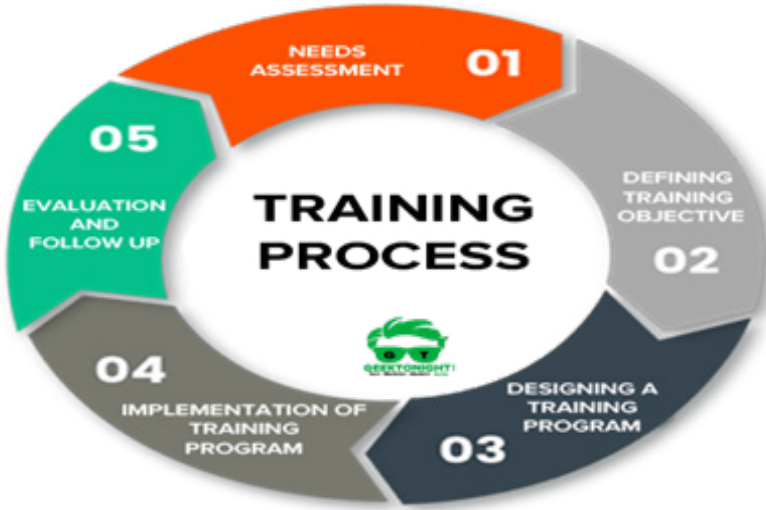 NEEDS
ASSESSMENT
01
DEFINING
TRAINING
OBJECTIVE
02
DESIGNING A
TRAINING
PROGRAM
03
04
IMPLEMENTATION OF
TRAINING
PROGRAM
05
EVALUATION
AND
FOLLOW UP
TRAINING
PROCESS
G T
GEEKTONIGHT!